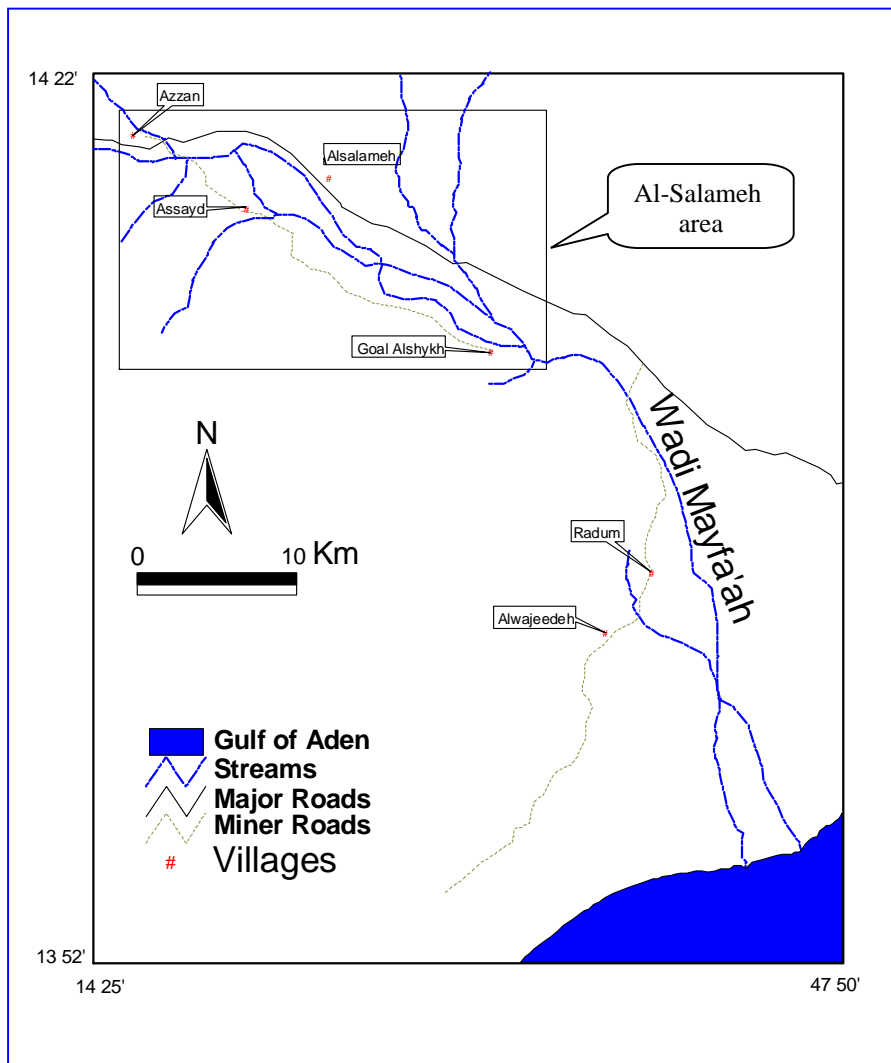 14 22'
Azzan
Alsalameh
Al-Salameh
area
Assayd
Goal Alshykh
N
Wadi Mayfa'ah
0 10 Km
Radum
Alwajeedeh
Gulf of Aden
Streams
Major Roads
Miner Roads
# Villages
13 52'
14 25' 47 50'